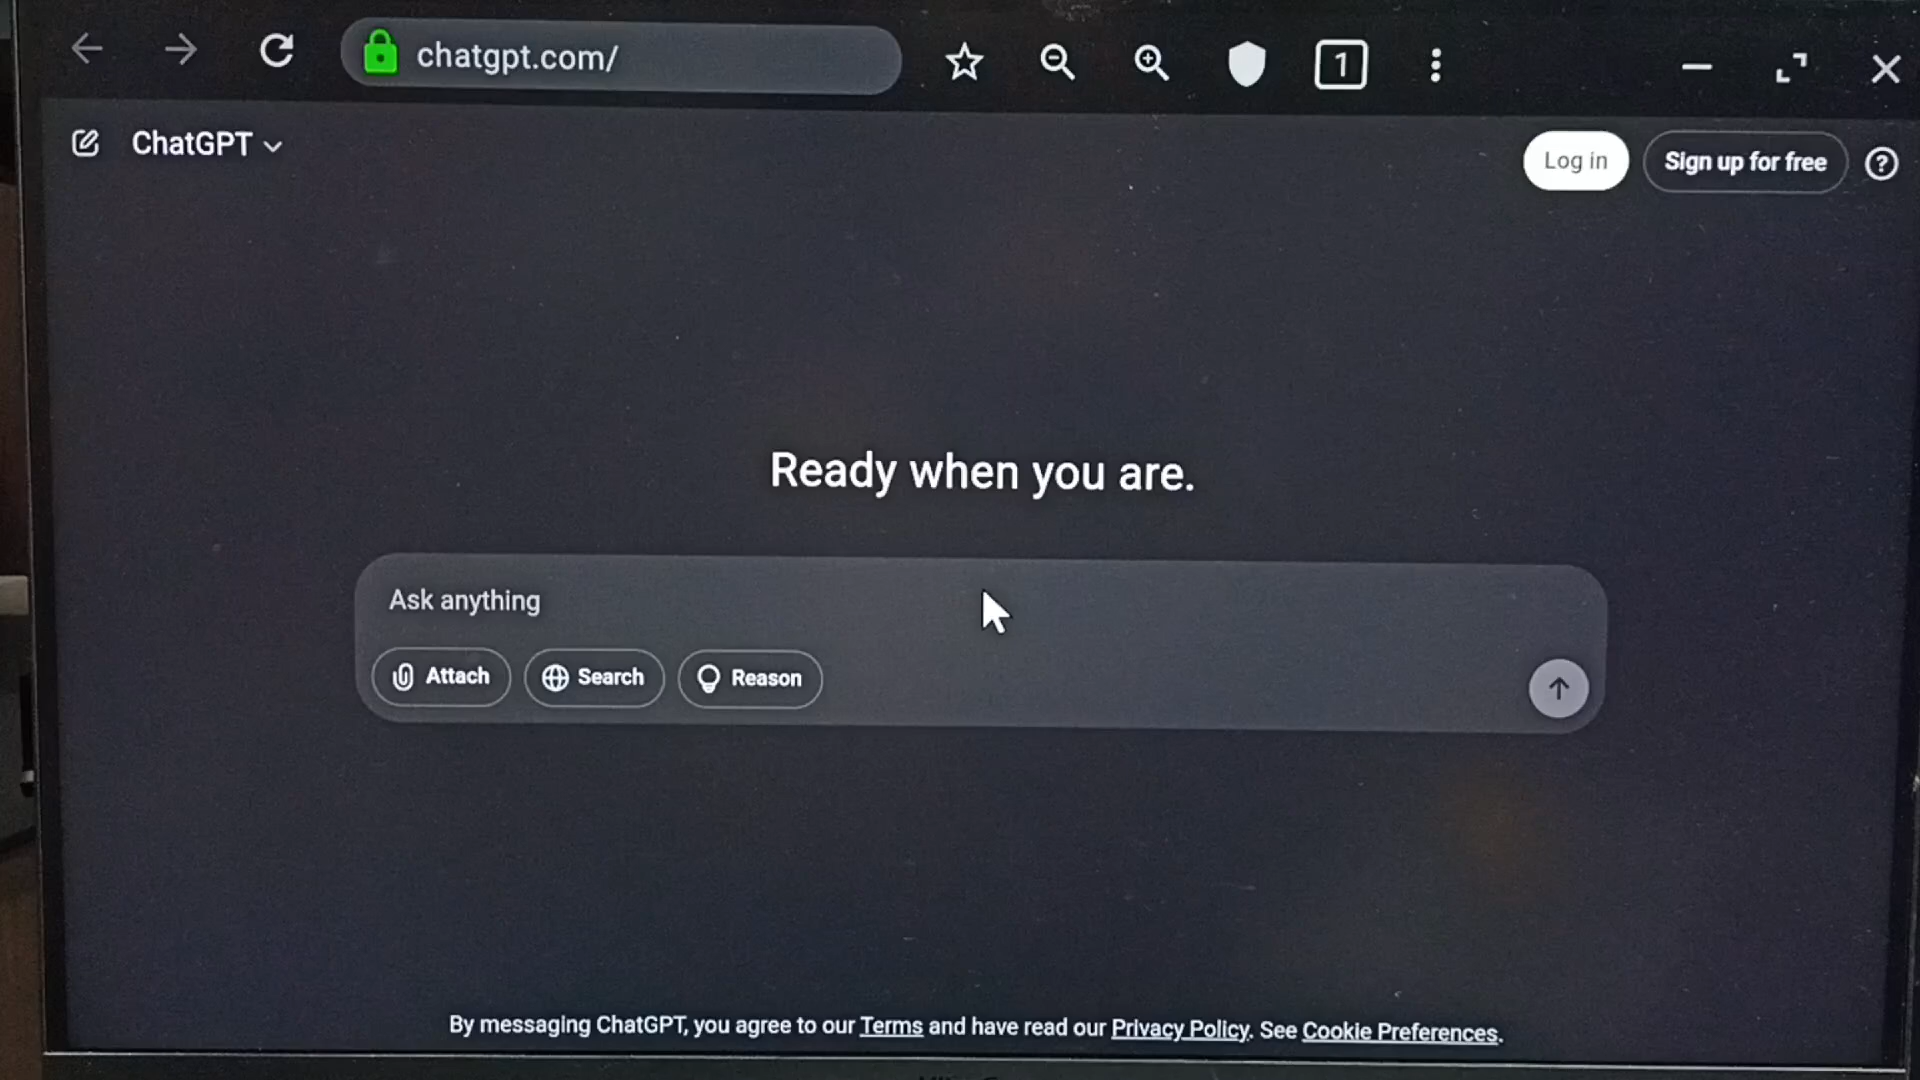 chatgpt.com/
1
ChatGPT
Log in
Sign up for free
?
Ready when you are.
Ask anything
Attach
Search
Reason
By messaging ChatGPT, you agree to our Terms and have read our Privacy Policy. See Cookie Preferences.